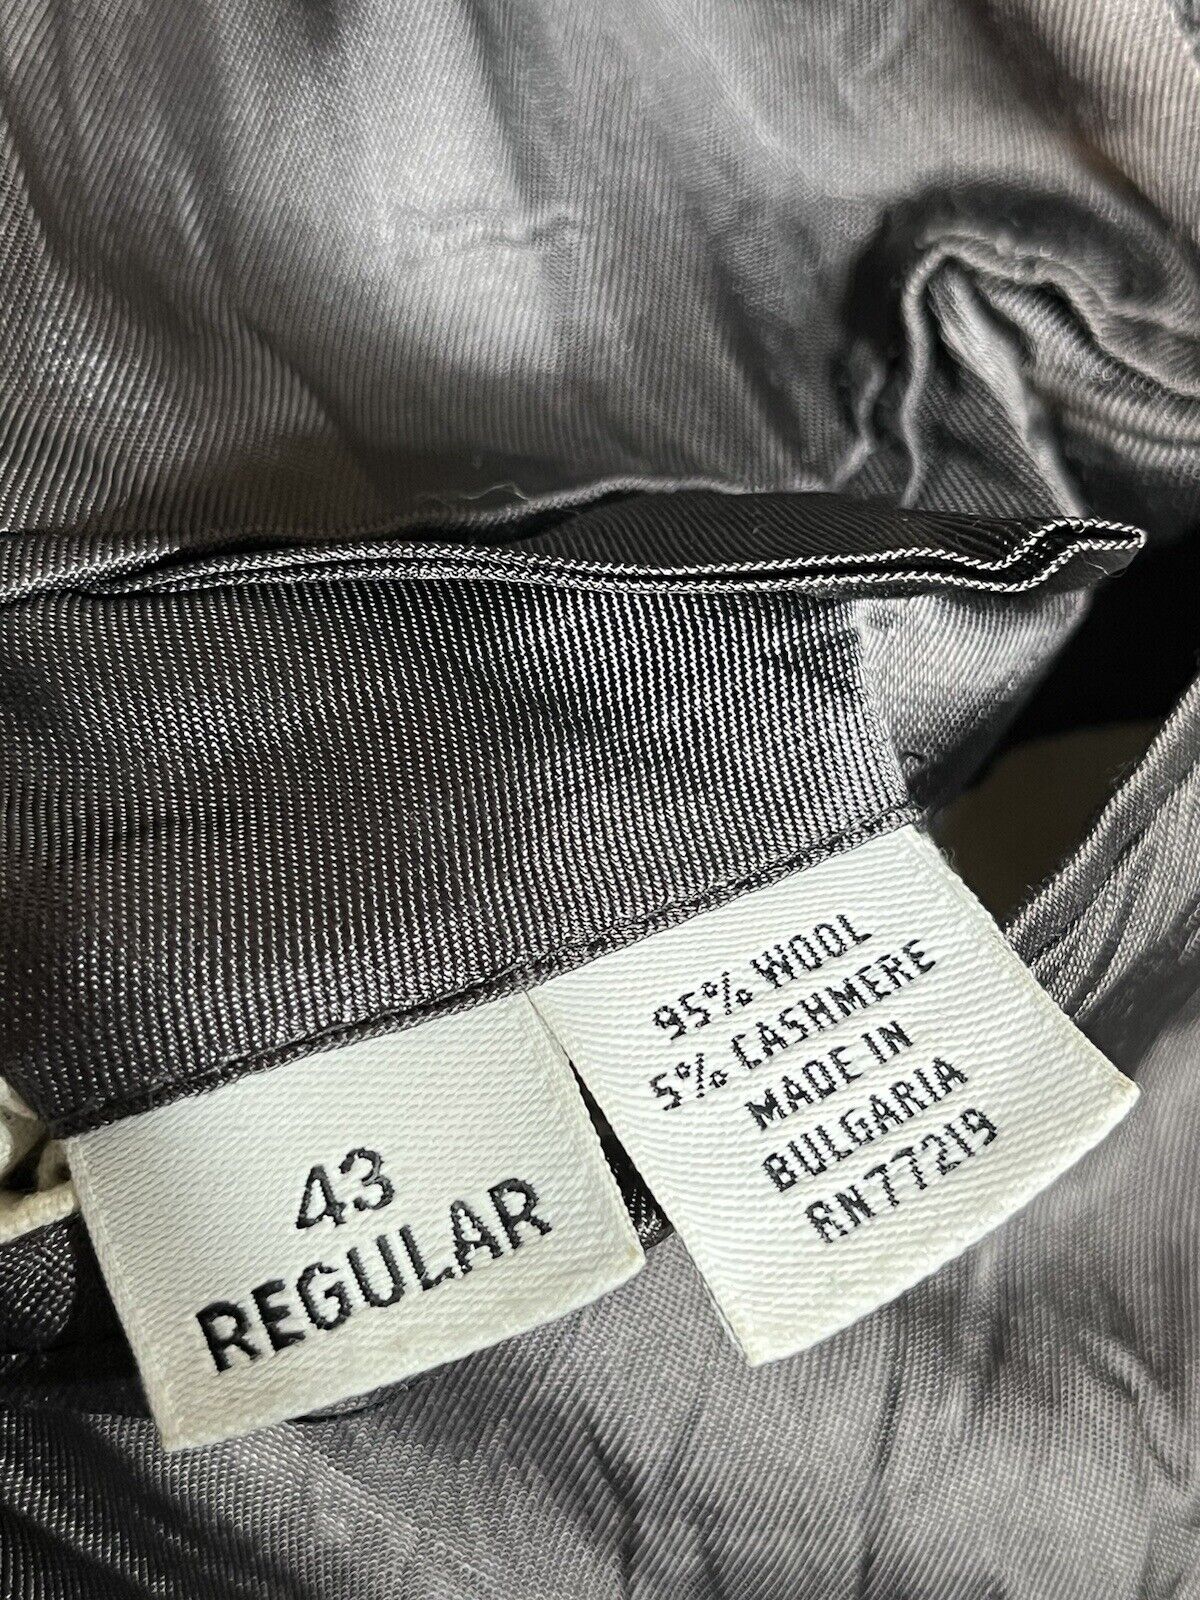 43
REGULAR
95% WOOL
5% CASHMERE
MADE IN
BULGARIA
RN77219